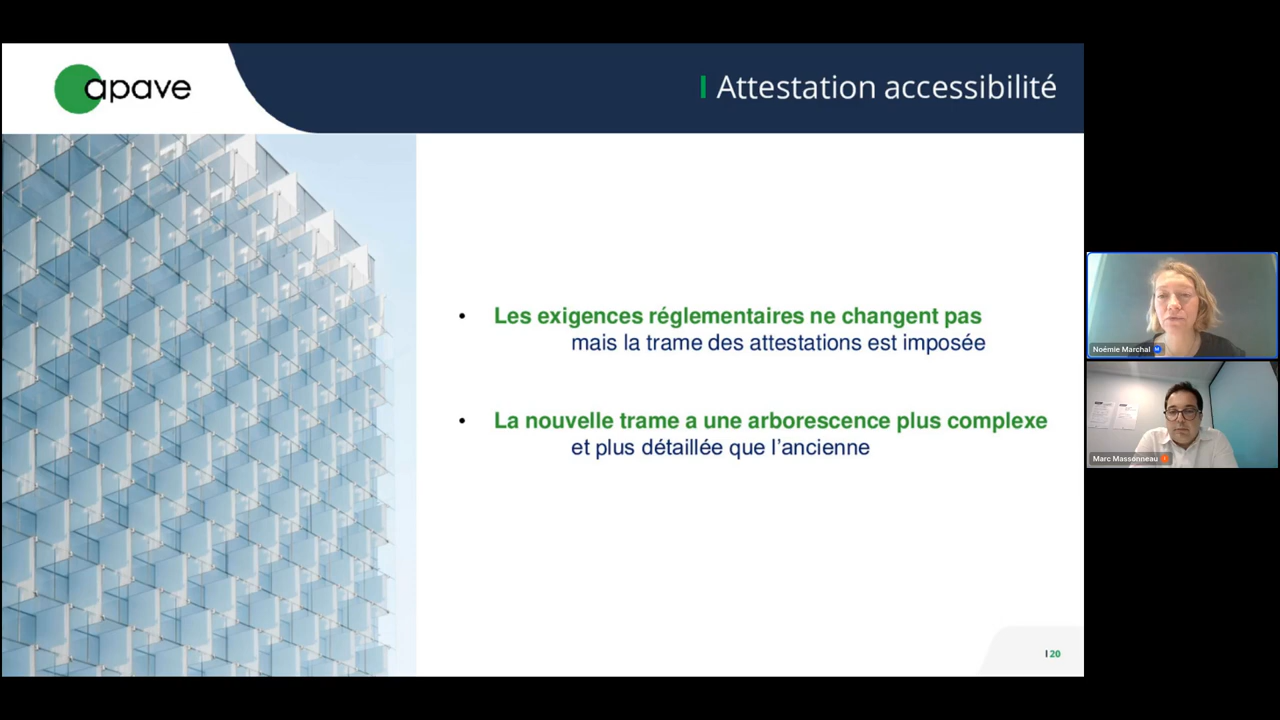 apave
Attestation accessibilité
• Les exigences réglementaires ne changent pas
mais la trame des attestations est imposée
• La nouvelle trame a une arborescence plus complexe
et plus détaillée que l'ancienne
20
Noémie Marchal M
Marc Massonneau